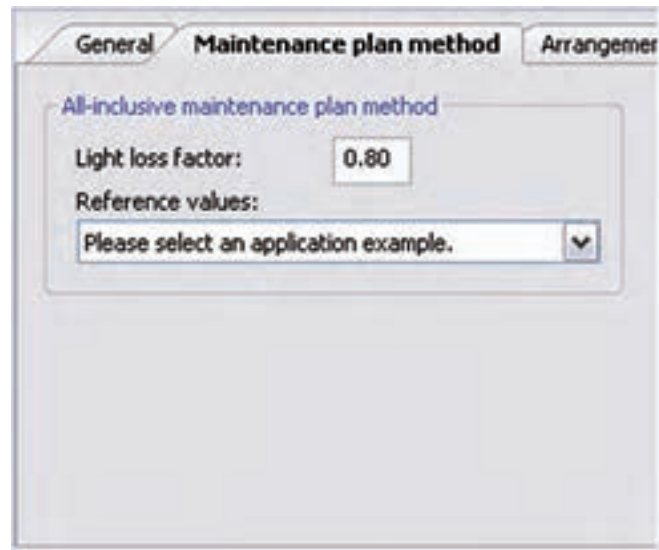 General Maintenance plan method Arrangemen
All-inclusive maintenance plan method
Light loss factor: 0.80
Reference values:
Please select an application example.